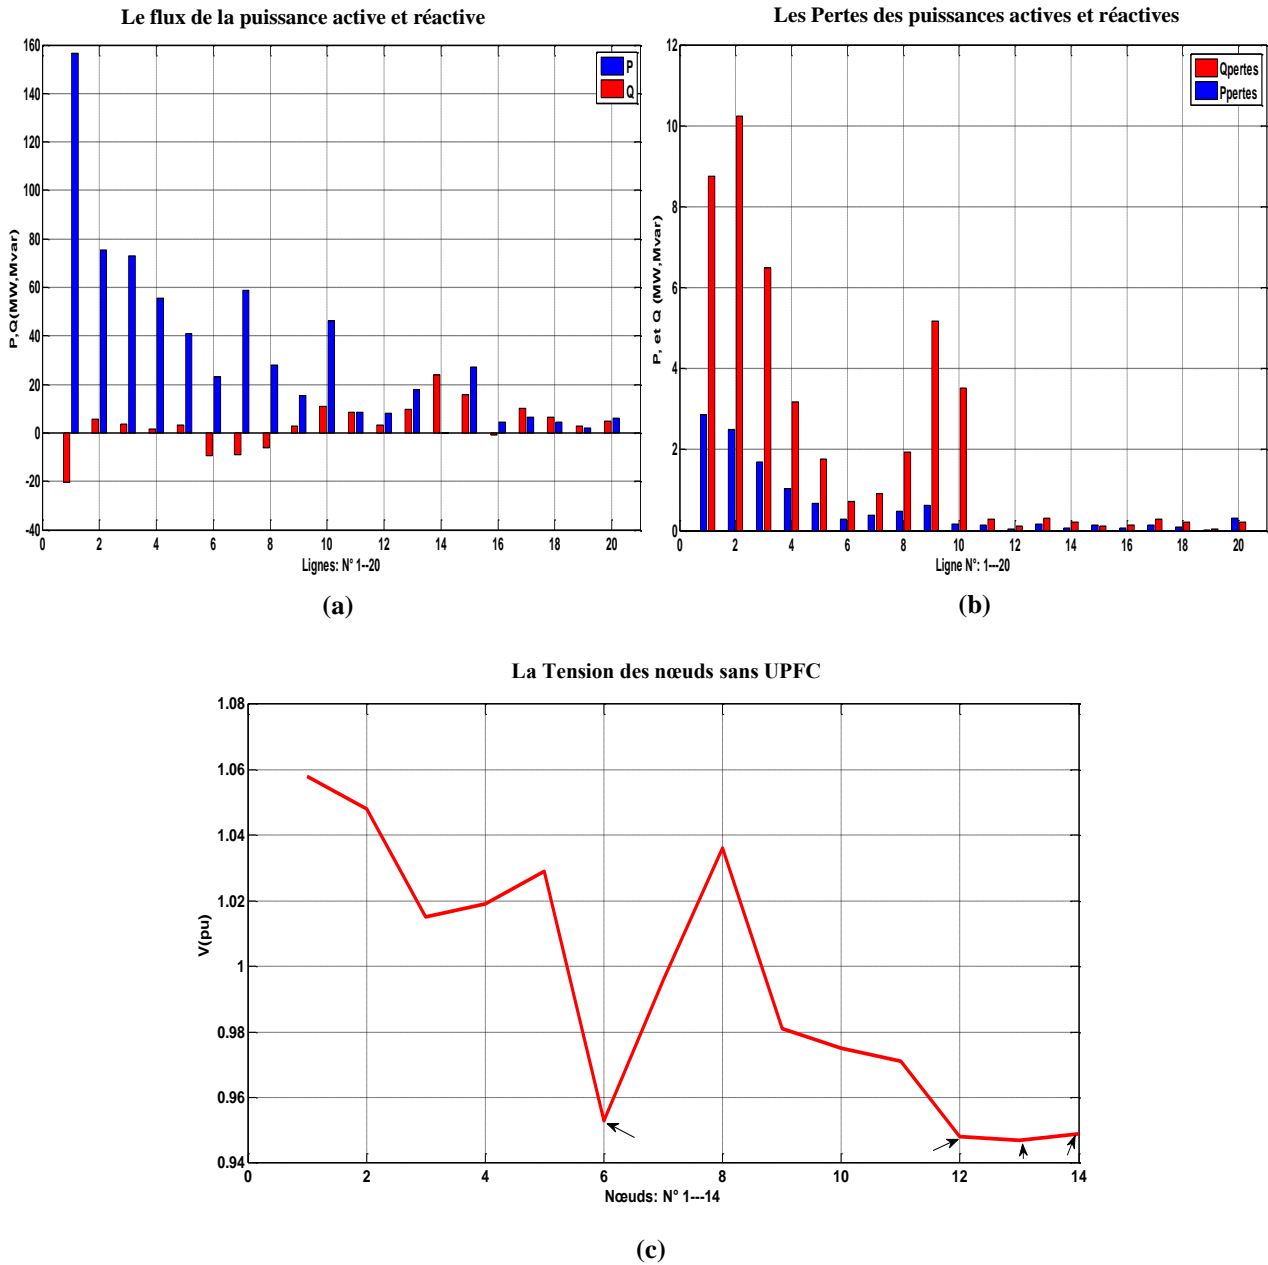 Le flux de la puissance active et réactive
160
140
120
100
80
60
40
20
0
-20
-40
P,Q(MW,Mvar)
P
Q
0 2 4 6 8 10 12 14 16 18 20
Lignes: N° 1--20
(a)
Les Pertes des puissances actives et réactives
12
10
8
6
4
2
0
P, et Q (MW,Mvar)
Qpertes
Ppertes
0 2 4 6 8 10 12 14 16 18 20
Ligne N°: 1---20
(b)
La Tension des nœuds sans UPFC
1.08
1.06
1.04
1.02
1
0.98
0.96
0.94
V(pu)
0 2 4 6 8 10 12 14
Nœuds: N° 1---14
(c)